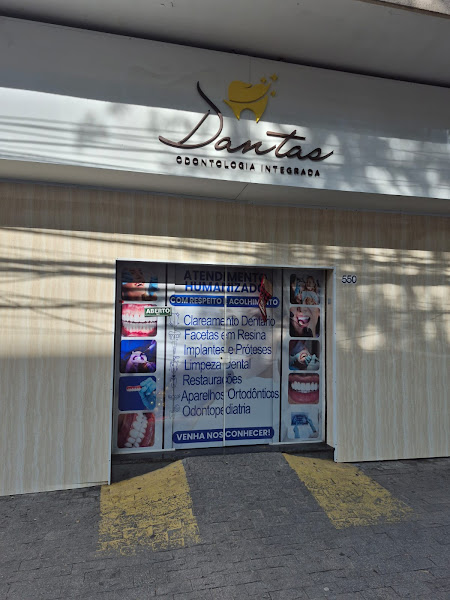 Dantas
ODONTOLOGIA INTEGRADA
550
ATENDIMENTO
HUMANIZADO
COM RESPEITO E ACOLHIMENTO
ABERTO
Clareamento Dentário
Facetas em Resina
Implantes e Próteses
Limpeza Dental
Restaurações
Aparelhos Ortodônticos
Odontopediatria
VENHA NOS CONHECER!